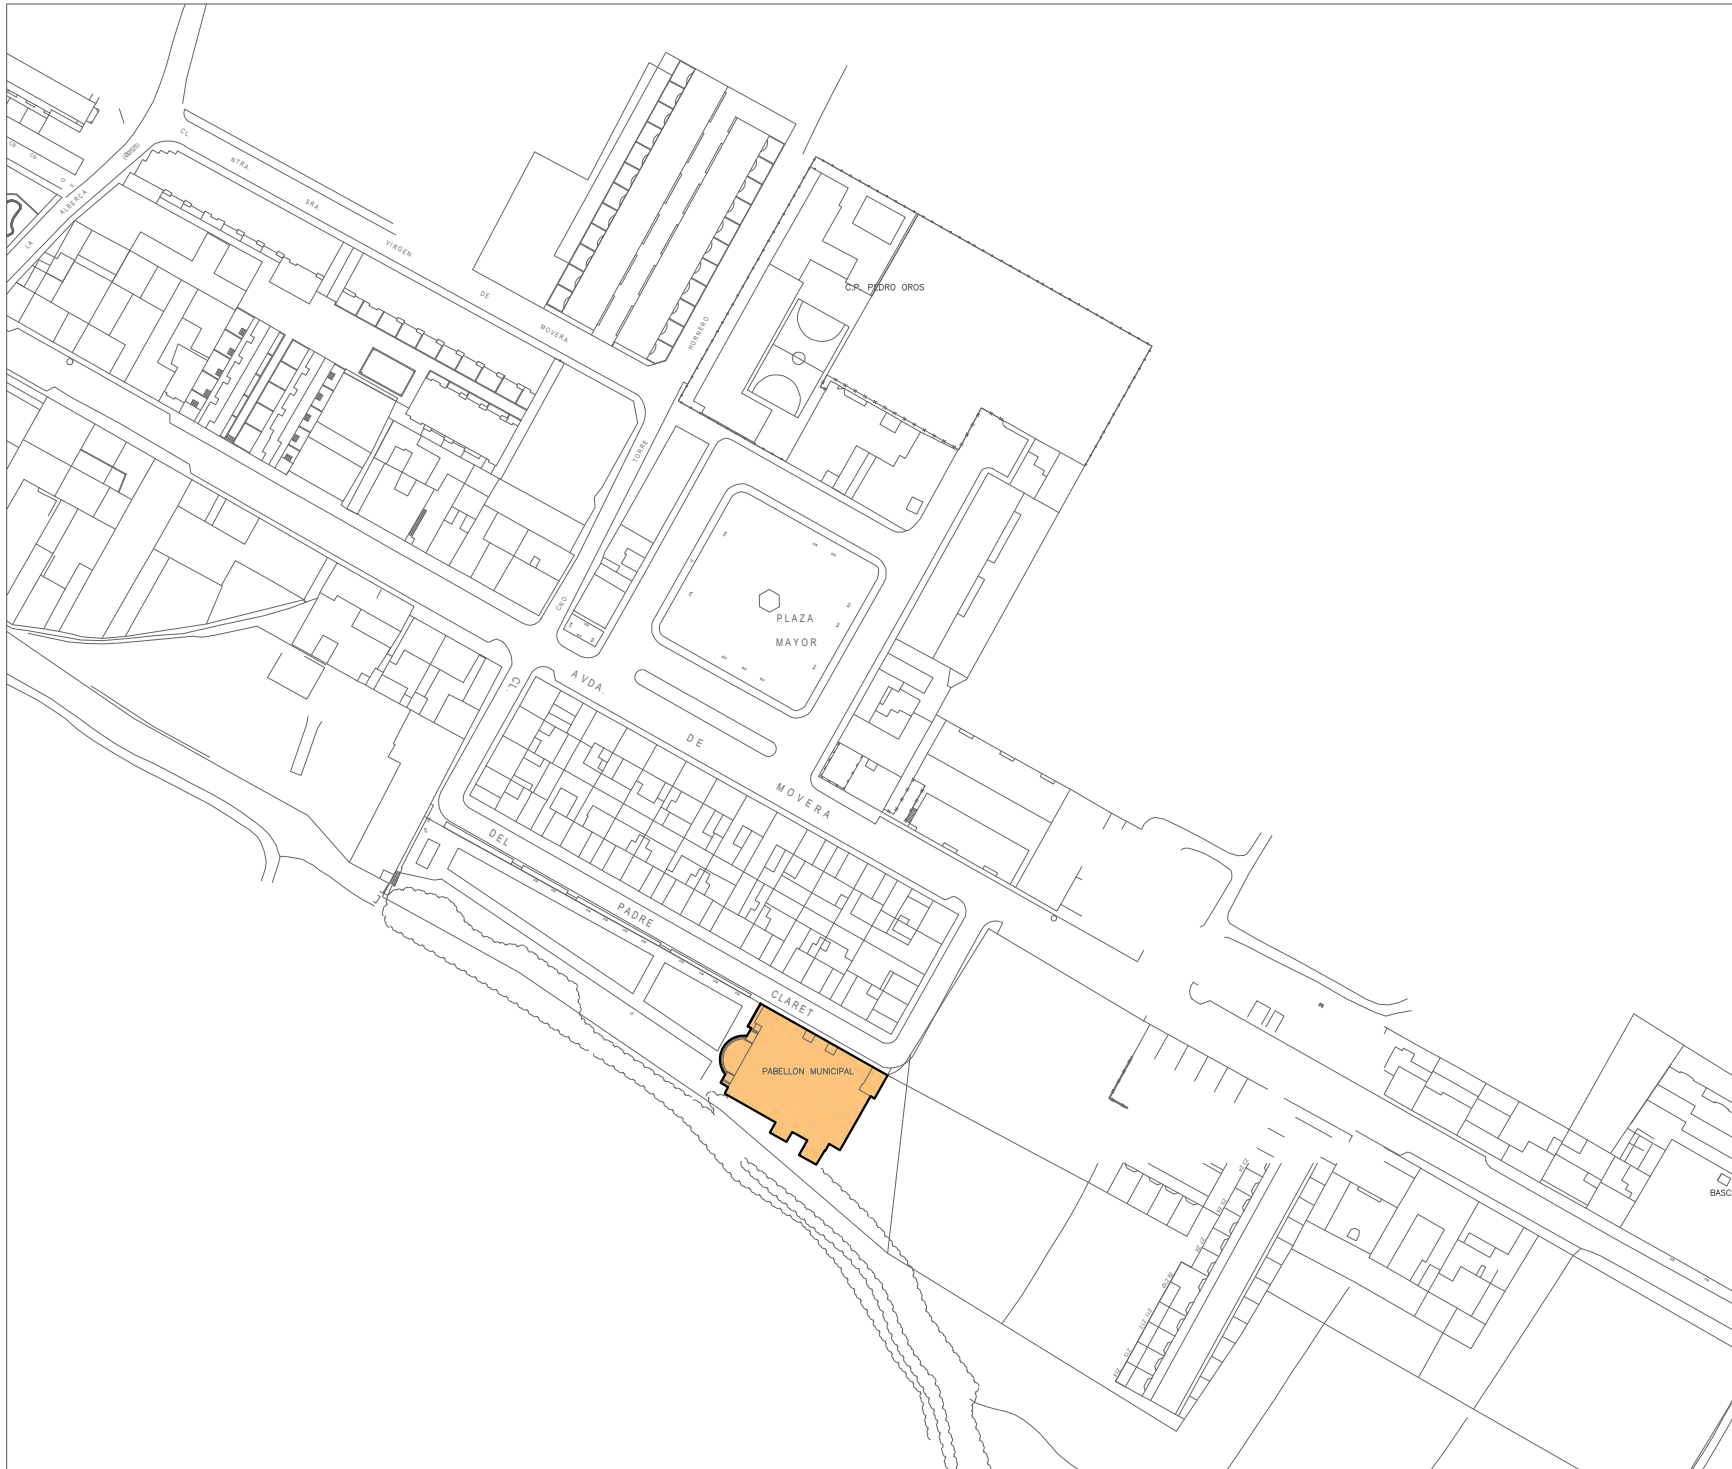 CL.
NTRA.
SRA.
VIRGEN
DE
MOVERA
LA
ALBERCA
HORNERO
TORRE
CNO.
C.P. PEDRO OROS
PLAZA
MAYOR
AVDA.
DE
MOVERA
CL.
DEL
PADRE
CLARET
PABELLON MUNICIPAL
BASC